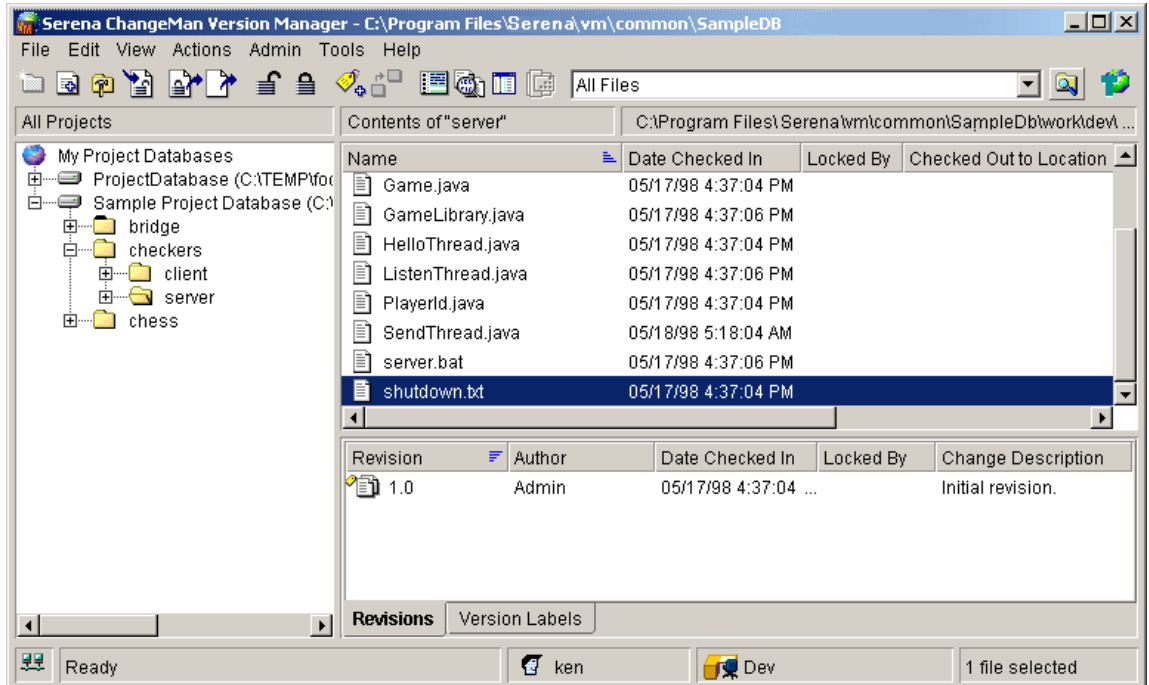 Serena ChangeMan Version Manager - C:\Program Files\Serena\vm\common\SampleDB
File Edit View Actions Admin Tools Help
All Files
All Projects
Contents of "server"
C:\Program Files\Serena\vm\common\SampleDb\work\dev\ ...
My Project Databases
ProjectDatabase (C:\TEMP\foo
Sample Project Database (C:\
bridge
checkers
client
server
chess
Name Date Checked In Locked By Checked Out to Location
Game.java 05/17/98 4:37:04 PM
GameLibrary.java 05/17/98 4:37:06 PM
HelloThread.java 05/17/98 4:37:04 PM
ListenThread.java 05/17/98 4:37:06 PM
PlayerId.java 05/17/98 4:37:04 PM
SendThread.java 05/18/98 5:18:04 AM
server.bat 05/17/98 4:37:06 PM
shutdown.txt 05/17/98 4:37:04 PM
Revision Author Date Checked In Locked By Change Description
1.0 Admin 05/17/98 4:37:04 ... Initial revision.
Revisions Version Labels
Ready ken Dev 1 file selected